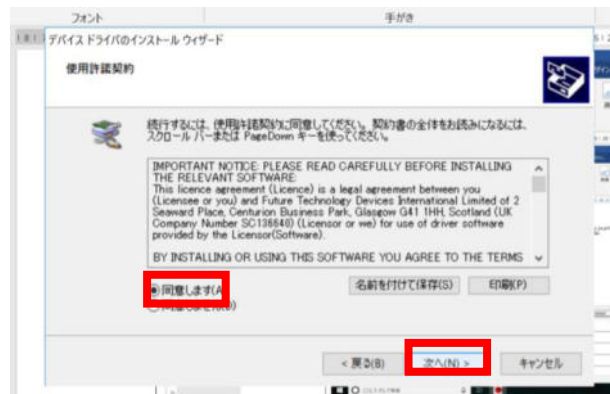 フォント
手がき
デバイス ドライバのインストール ウィザード
使用許諾契約
続行するには、使用許諾契約に同意してください。契約書の全体をお読みになるには、
スクロール バーまたは PageDown キーを使ってください。
IMPORTANT NOTICE: PLEASE READ CAREFULLY BEFORE INSTALLING
THE RELEVANT SOFTWARE:
This licence agreement (Licence) is a legal agreement between you
(Licensee or you) and Future Technology Devices International Limited of 2
Seaward Place, Centurion Business Park, Glasgow G41 1HH, Scotland (UK
Company Number SC136640) (Licensor or we) for use of driver software
provided by the Licensor(Software).
BY INSTALLING OR USING THIS SOFTWARE YOU AGREE TO THE TERMS
同意します(A
名前を付けて保存(S)
印刷(P)
< 戻る(B)
次へ(N) >
キャンセル